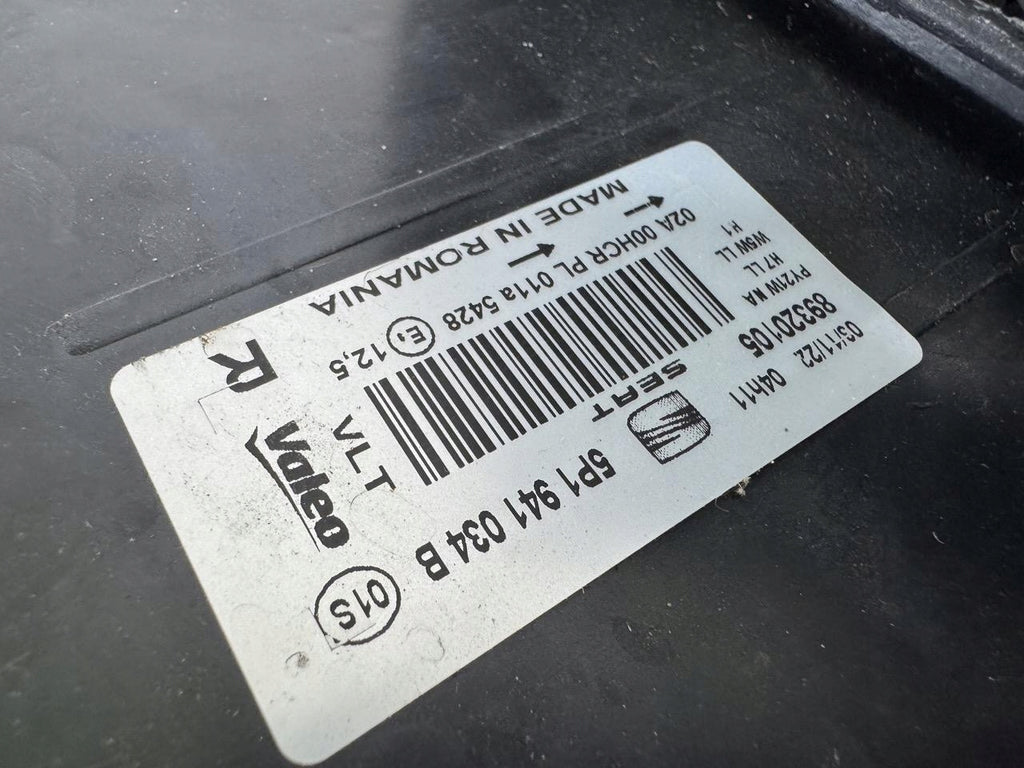 03/11/22 04h11
89320105
PY21W NA
H7 LL
W5W LL
H1
SEAT
5P1 941 034 B
02A 00HCR PL 011a 5428 E1 12,5
VLT
Valeo
01S
MADE IN ROMANIA
R